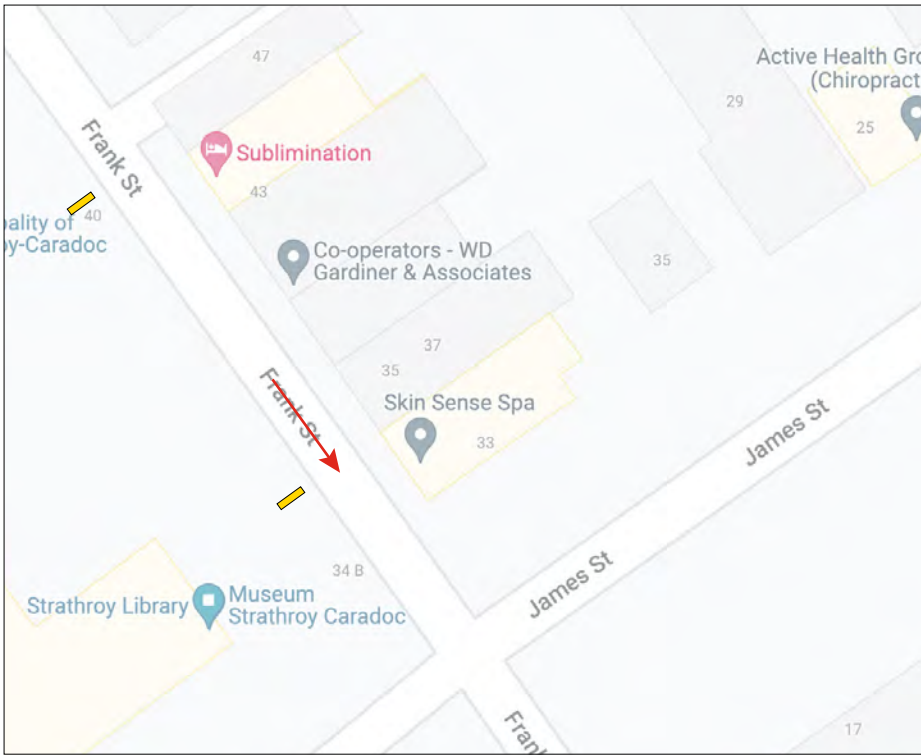 47
Active Health Gro
(Chiropract
29
25
Frank St
Sublimination
43
40
ality of
y-Caradoc
Co-operators - WD
Gardiner & Associates
35
37
35
Frank St
Skin Sense Spa
33
James St
34 B
James St
Strathroy Library
Museum
Strathroy Caradoc
Frank
17